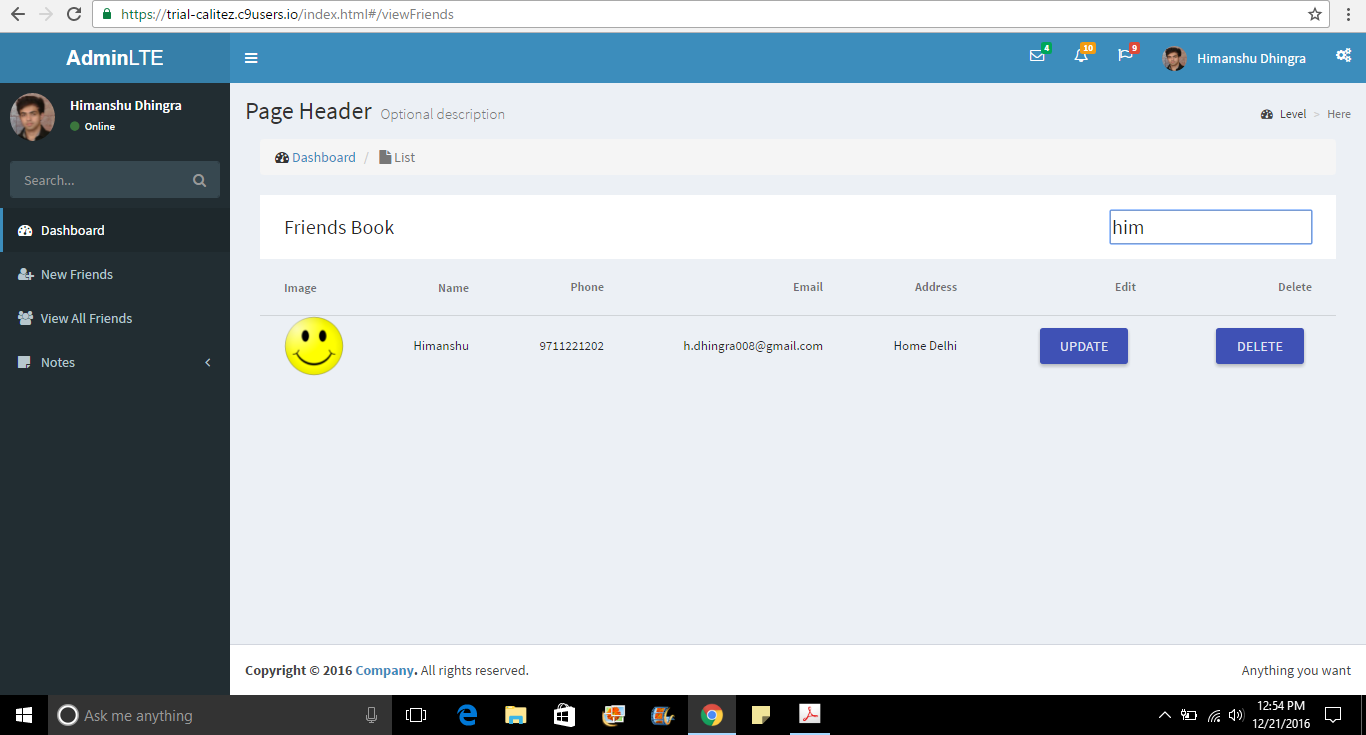 https://trial-calitez.c9users.io/index.html#/viewFriends
AdminLTE
4
10
9
Himanshu Dhingra
Himanshu Dhingra
Online
Search...
Dashboard
New Friends
View All Friends
Notes
Page Header Optional description
Level > Here
Dashboard / List
Friends Book
him
Image Name Phone Email Address Edit Delete
Himanshu 9711221202 h.dhingra008@gmail.com Home Delhi UPDATE DELETE
Copyright © 2016 Company. All rights reserved.
Anything you want
Ask me anything
12:54 PM
12/21/2016